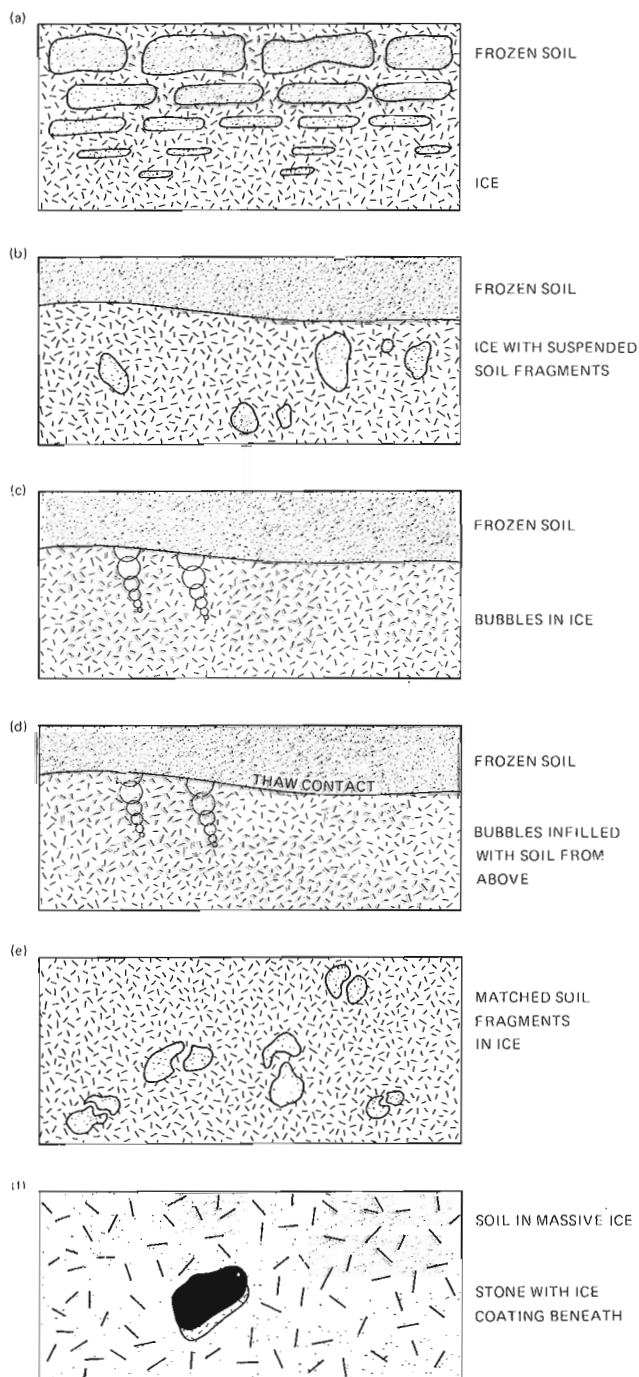 (a)
FROZEN SOIL
ICE
(b)
FROZEN SOIL
ICE WITH SUSPENDED
SOIL FRAGMENTS
(c)
FROZEN SOIL
BUBBLES IN ICE
(d)
FROZEN SOIL
THAW CONTACT
BUBBLES INFILLED
WITH SOIL FROM
ABOVE
(e)
MATCHED SOIL
FRAGMENTS
IN ICE
(f)
SOIL IN MASSIVE ICE
STONE WITH ICE
COATING BENEATH